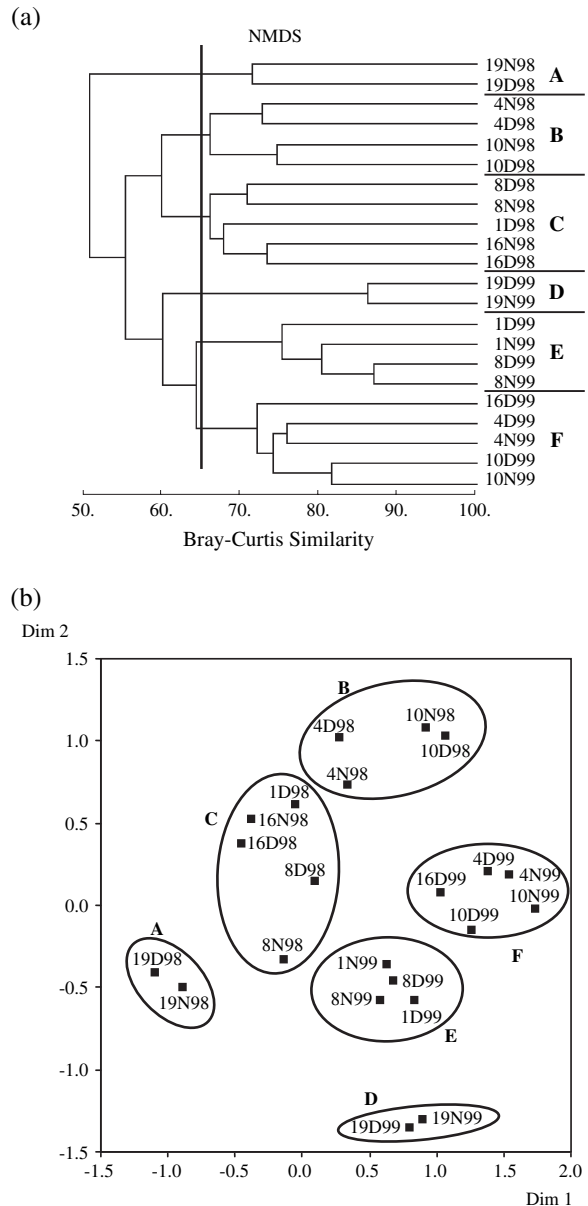 (a)
NMDS
19N98
19D98
A
4N98
4D98
10N98
10D98
B
8D98
8N98
1D98
16N98
16D98
C
19D99
19N99
D
1D99
1N99
8D99
8N99
E
16D99
4D99
4N99
10D99
10N99
F
50. 60. 70. 80. 90. 100.
Bray-Curtis Similarity
(b)
Dim 2
1.5
B
10N98
4D98
1.0
10D98
4N98
1D98
C
16N98
0.5
16D98
8D98
4D99
16D99
4N99
10N99
0.0
10D99
A
8N98
F
19D98
1N99
8D99
-0.5
19N98
8N99
1D99
E
-1.0
D
19N99
19D99
-1.5
-1.5 -1.0 -0.5 0.0 0.5 1.0 1.5 2.0
Dim 1